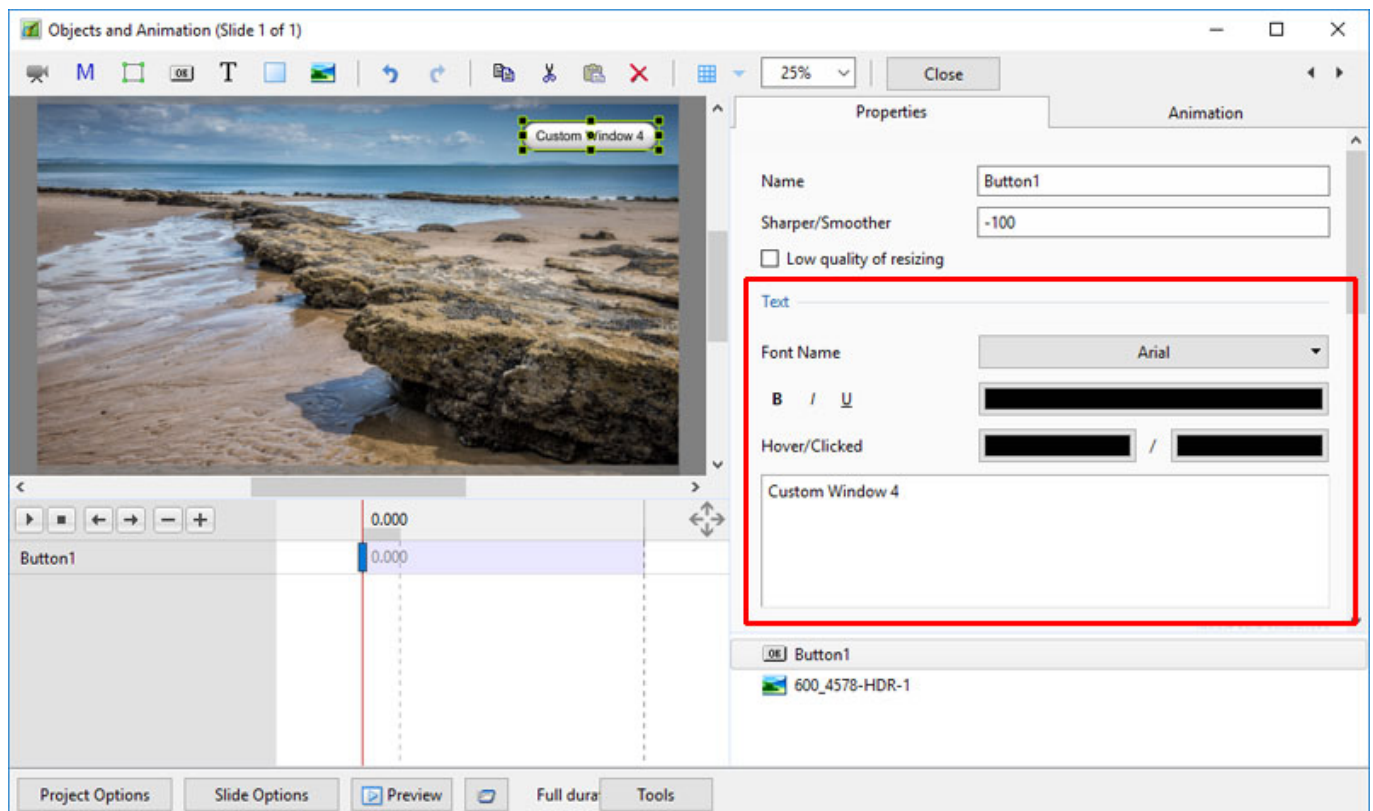 Objects and Animation (Slide 1 of 1)
M OK T 25% Close
Properties Animation
Custom Window 4
Name Button1
Sharper/Smoother -100
Low quality of resizing
Text
Font Name Arial
B I U
Hover/Clicked /
Custom Window 4
0.000
Button1 0.000
OK Button1
600_4578-HDR-1
Project Options Slide Options Preview Full dura Tools